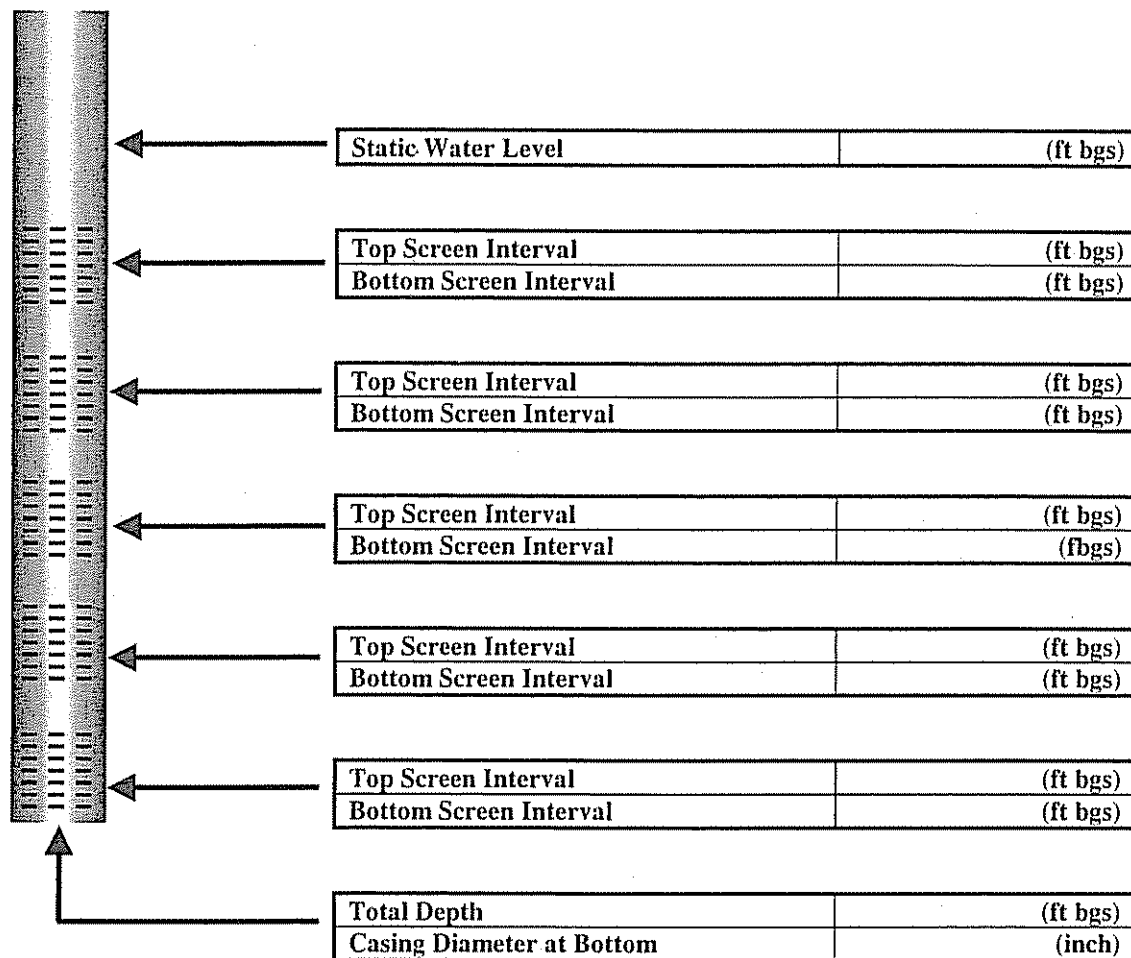 Static Water Level (ft bgs)
Top Screen Interval (ft bgs)
Bottom Screen Interval (ft bgs)
Top Screen Interval (ft bgs)
Bottom Screen Interval (ft bgs)
Top Screen Interval (ft bgs)
Bottom Screen Interval (fbgs)
Top Screen Interval (ft bgs)
Bottom Screen Interval (ft bgs)
Top Screen Interval (ft bgs)
Bottom Screen Interval (ft bgs)
Total Depth (ft bgs)
Casing Diameter at Bottom (inch)